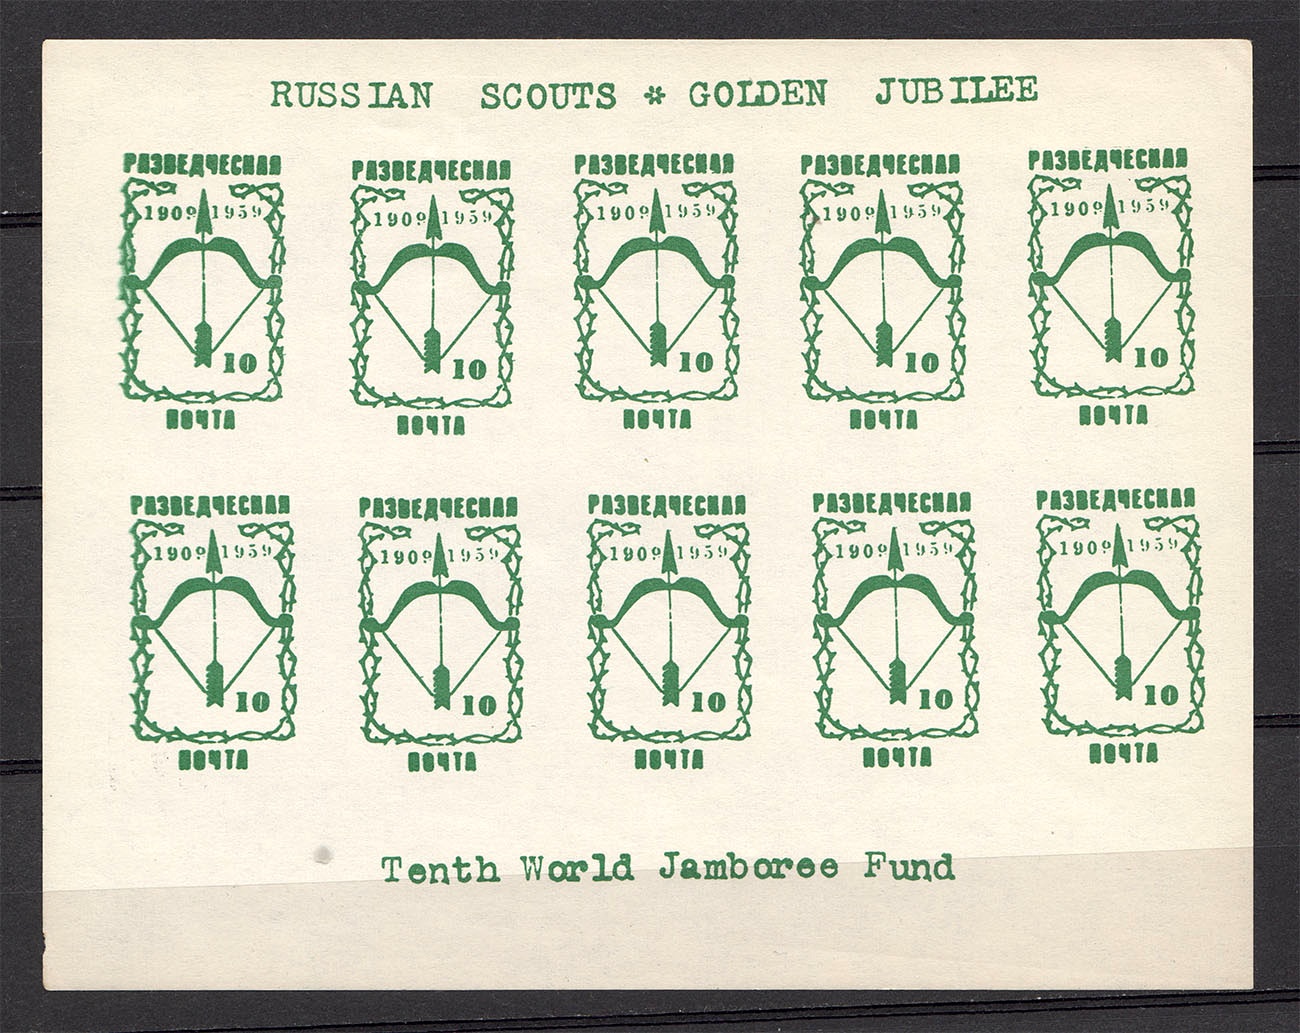 RUSSIAN SCOUTS * GOLDEN JUBILEE
РАЗВЕДЧЕСКАЯ РАЗВЕДЧЕСКАЯ РАЗВЕДЧЕСКАЯ РАЗВЕДЧЕСКАЯ РАЗВЕДЧЕСКАЯ
1909 1959 1909 1959 1909 1959 1909 1959 1909 1959
10 10 10 10 10
ПОЧТА ПОЧТА ПОЧТА ПОЧТА ПОЧТА
РАЗВЕДЧЕСКАЯ РАЗВЕДЧЕСКАЯ РАЗВЕДЧЕСКАЯ РАЗВЕДЧЕСКАЯ РАЗВЕДЧЕСКАЯ
1909 1959 1909 1959 1909 1959 1909 1959 1909 1959
10 10 10 10 10
ПОЧТА ПОЧТА ПОЧТА ПОЧТА ПОЧТА
Tenth World Jamboree Fund